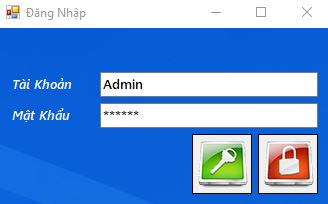 Đăng Nhập
Tài Khoản
Admin
Mật Khẩu
******